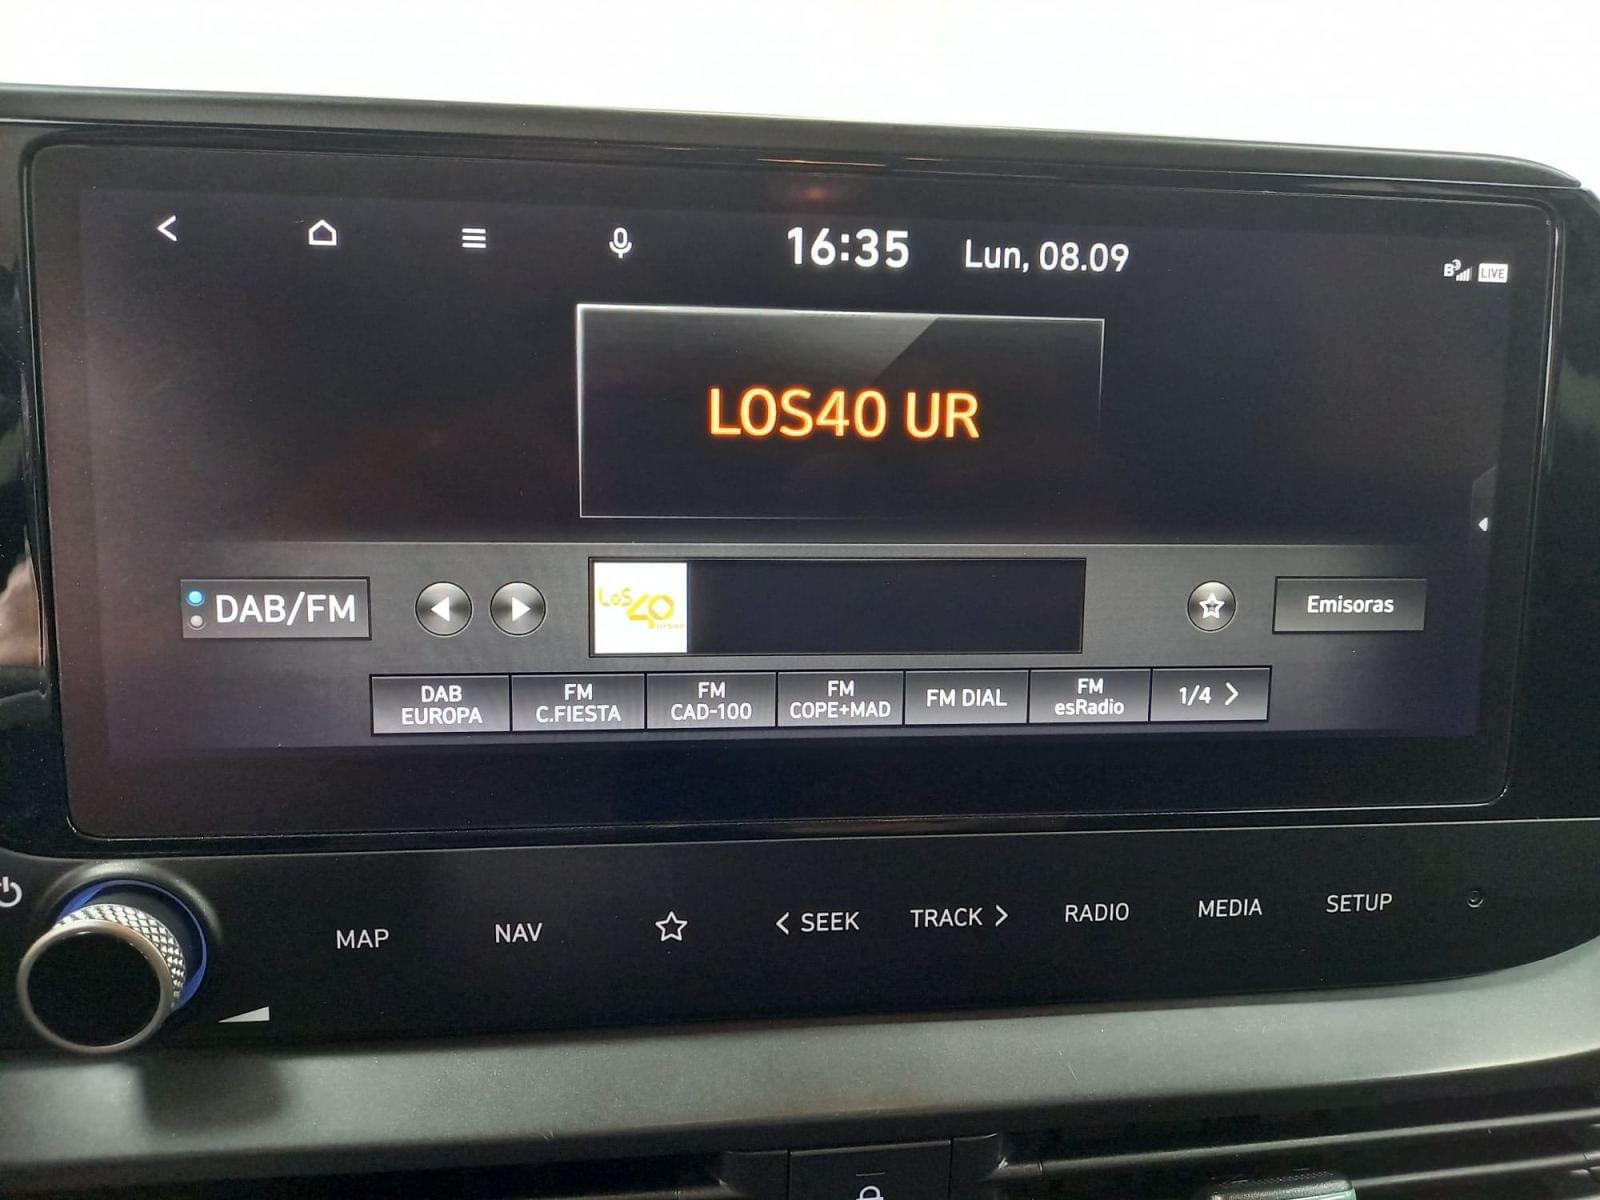 16:35 Lun, 08.09
LIVE
LOS40 UR
DAB/FM
LoS
40
urban
Emisoras
DAB
EUROPA
FM
C.FIESTA
FM
CAD-100
FM
COPE+MAD
FM DIAL
FM
esRadio
1/4 >
MAP
NAV
< SEEK
TRACK >
RADIO
MEDIA
SETUP